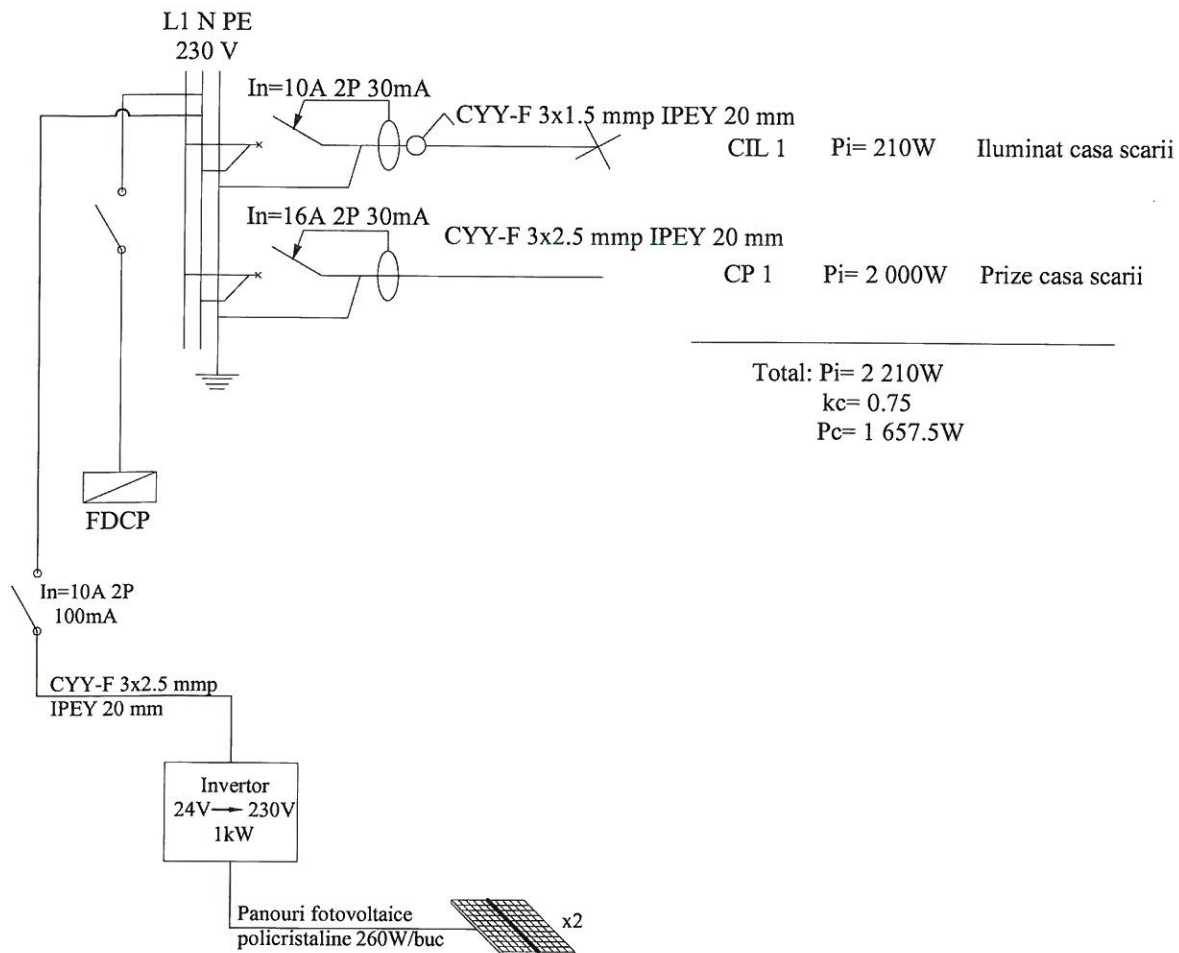 L1 N PE
230 V
In=10A 2P 30mA
CYY-F 3x1.5 mmp IPEY 20 mm
CIL 1 Pi= 210W Iluminat casa scarii
In=16A 2P 30mA
CYY-F 3x2.5 mmp IPEY 20 mm
CP 1 Pi= 2 000W Prize casa scarii
Total: Pi= 2 210W
kc= 0.75
Pc= 1 657.5W
FDCP
In=10A 2P
100mA
CYY-F 3x2.5 mmp
IPEY 20 mm
Invertor
24V → 230V
1kW
Panouri fotovoltaice
policristaline 260W/buc
x2